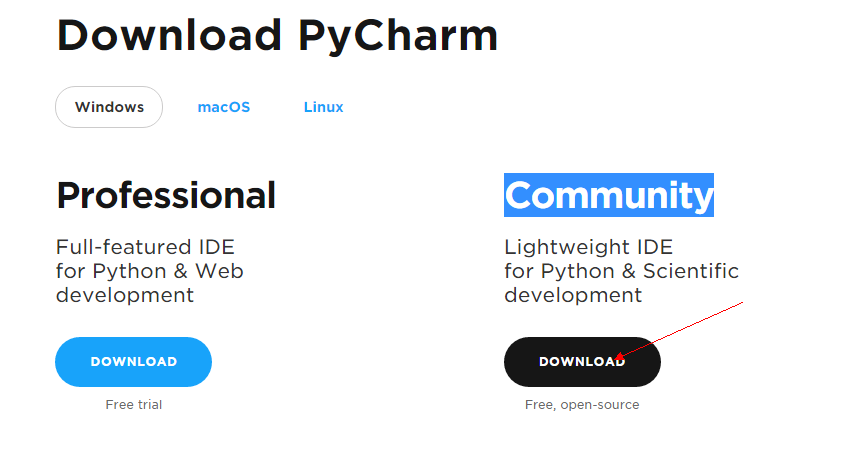 Download PyCharm
Windows macOS Linux
Professional
Full-featured IDE
for Python & Web
development
DOWNLOAD
Free trial
Community
Lightweight IDE
for Python & Scientific
development
DOWNLOAD
Free, open-source